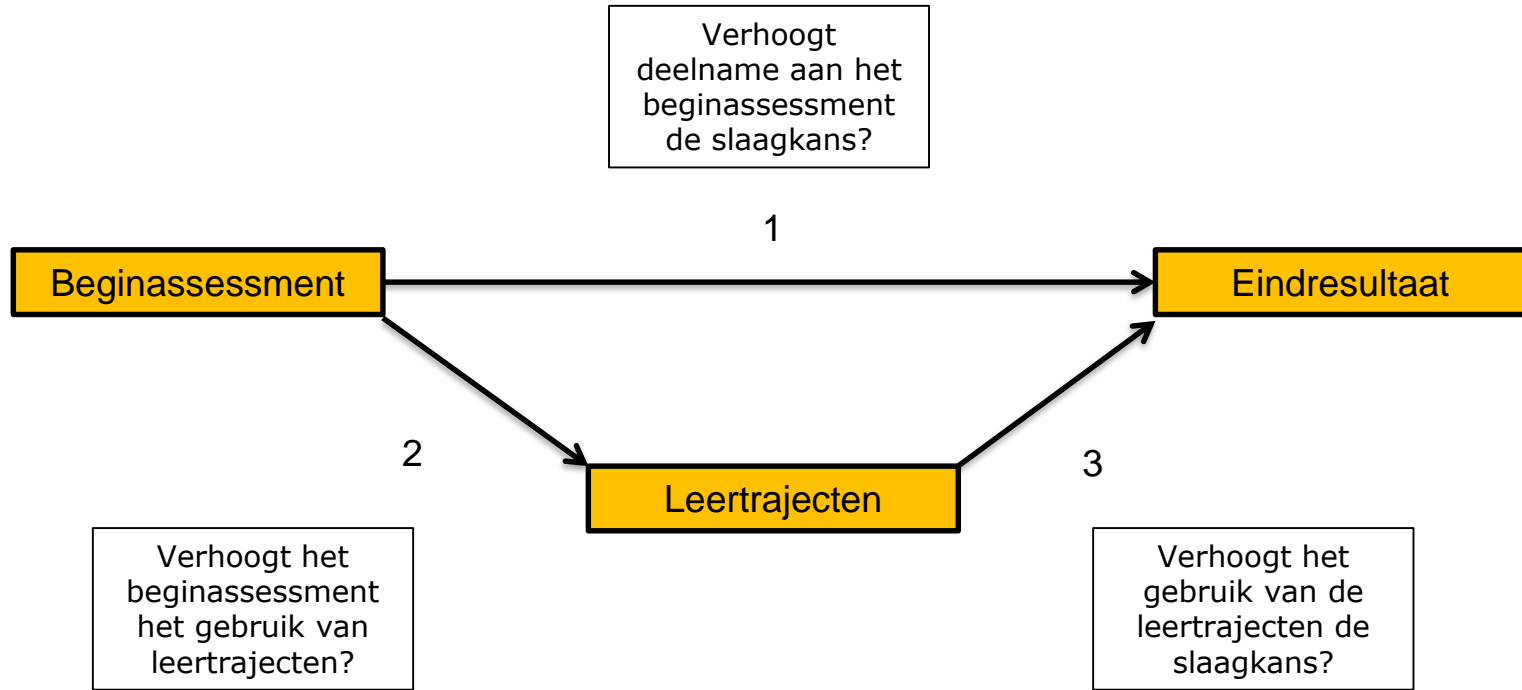 Verhoogt
deelname aan het
beginassessment
de slaagkans?
1
Beginassessment
Eindresultaat
2
3
Leertrajecten
Verhoogt het
beginassessment
het gebruik van
leertrajecten?
Verhoogt het
gebruik van de
leertrajecten de
slaagkans?